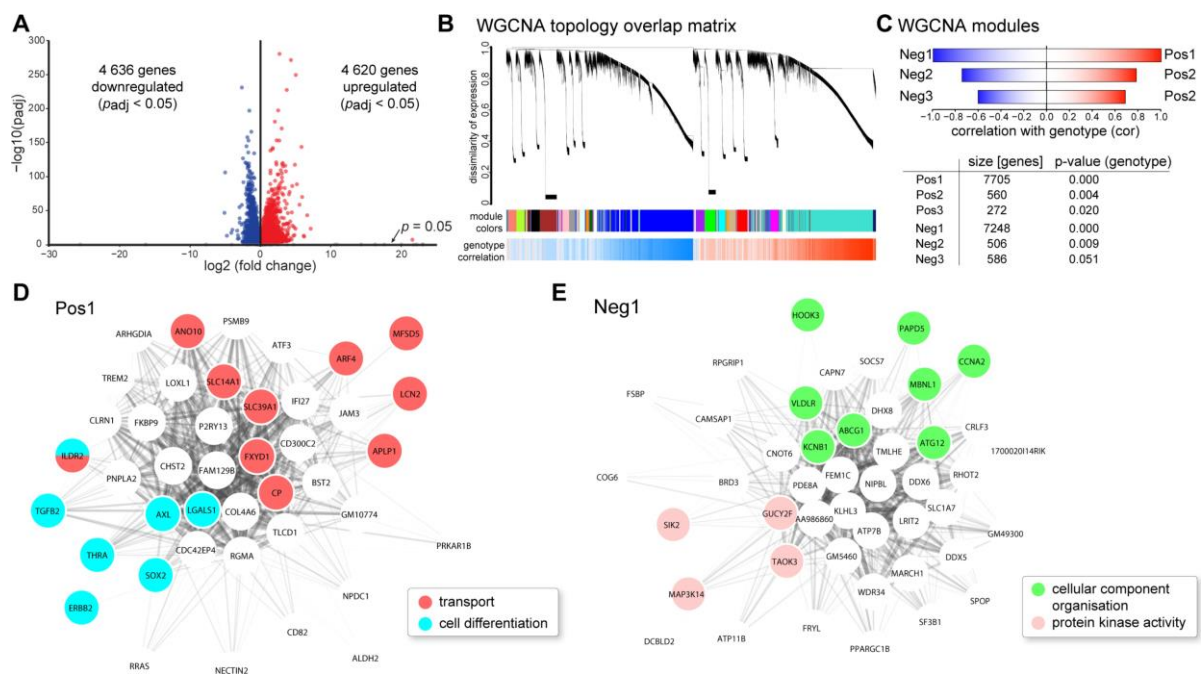 A
4 636 genes
downregulated
(padj < 0.05)
4 620 genes
upregulated
(padj < 0.05)
−log10(padj)
300
250
200
150
100
50
0
p = 0.05
−30
−20
−10
0
10
20
log2 (fold change)
B WGCNA topology overlap matrix
dissimilarity of expression
1.0
0.8
0.6
0.4
0.2
0
module
colors
genotype
correlation
C WGCNA modules
Neg1 Pos1
Neg2 Pos2
Neg3 Pos2
-1.0 -0.8 -0.6 -0.4 -0.2 0.0 0.2 0.4 0.6 0.8 1.0
correlation with genotype (cor)
size [genes] p-value (genotype)
Pos1 7705 0.000
Pos2 560 0.004
Pos3 272 0.020
Neg1 7248 0.000
Neg2 506 0.009
Neg3 586 0.051
D Pos1
PSMB9
ANO10
ARHGDIA
MFSD5
ATF3
ARF4
TREM2
LOXL1
SLC14A1
LCN2
SLC39A1
IFI27
JAM3
CLRN1
FKBP9
P2RY13
CD300C2
ILDR2
FXYD1
APLP1
CHST2
FAM129B
PNPLA2
BST2
CP
TGFB2
AXL
LGALS1
COL4A6
GM10774
TLCD1
CDC42EP4
RGMA
PRKAR1B
THRA
SOX2
NPDC1
ERBB2
CD82
RRAS
NECTIN2
ALDH2
transport
cell differentiation
E Neg1
HOOK3
PAPD5
SOCS7
CCNA2
RPGRIP1
CAPN7
MBNL1
FSBP
VLDLR
DHX8
CAMSAP1
ABCG1
CRLF3
KCNB1
ATG12
TMLHE
1700020I14RIK
CNOT6
FEM1C
COG6
BRD3
PDE8A
NIPBL
DDX6
RHOT2
GUCY2F
AA986860
KLHL3
LRIT2
SLC1A7
SIK2
ATP7B
GM49300
TAOK3
GM5460
DDX5
MARCH1
MAP3K14
WDR34
SPOP
SF3B1
DCBLD2
ATP11B
FRYL
PPARGC1B
cellular component
organisation
protein kinase activity